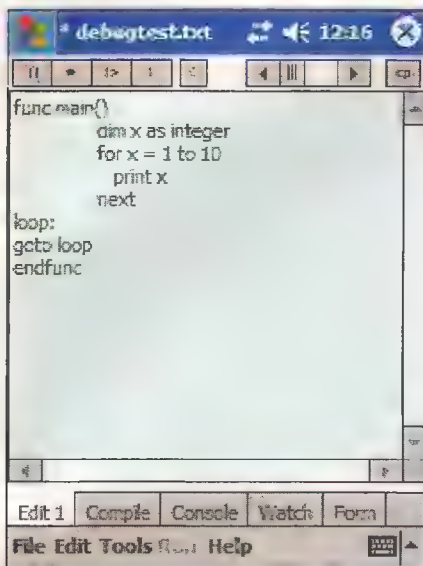 * debugtest.txt 12:16
func main()
dim x as integer
for x = 1 to 10
print x
next
loop:
goto loop
endfunc
Edit 1 Compile Console Watch Form
File Edit Tools Run Help